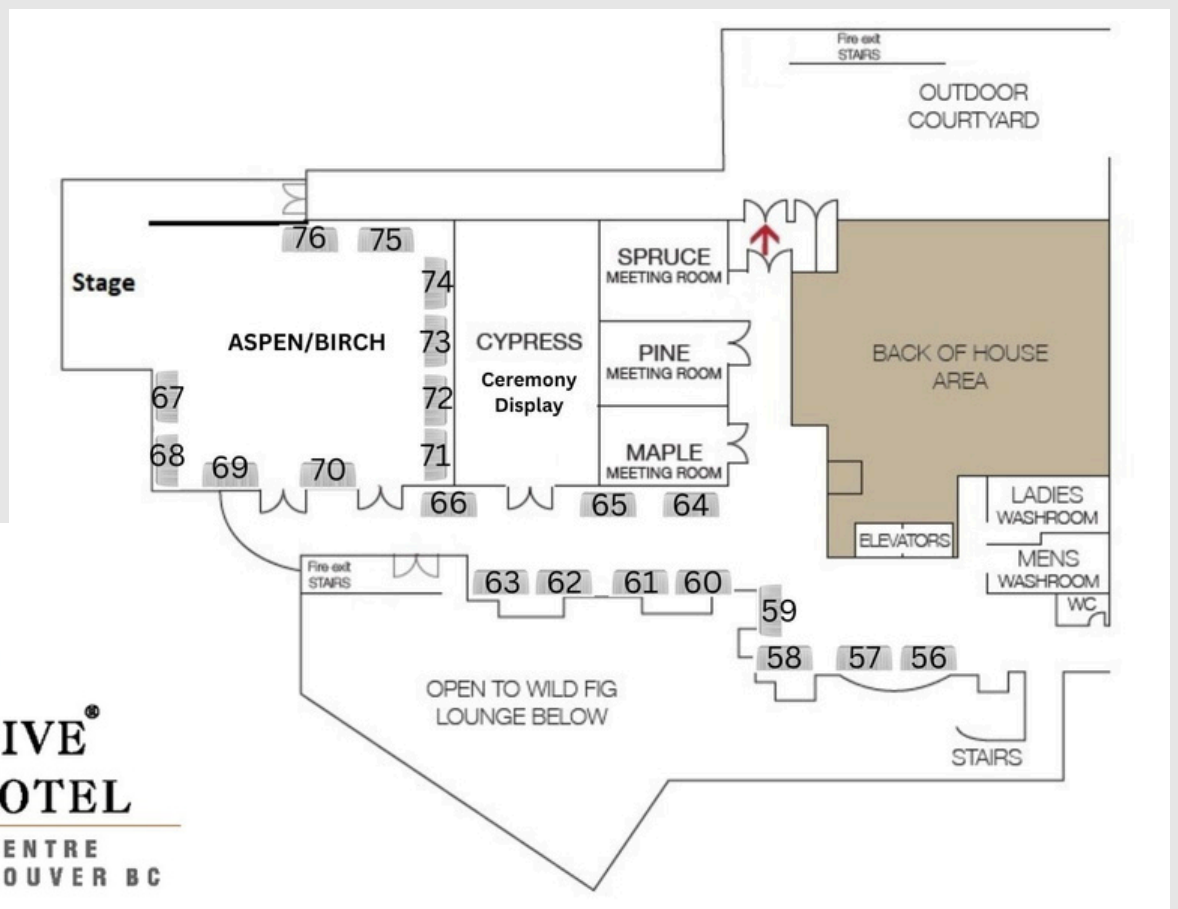 Fire exit
STAIRS
OUTDOOR
COURTYARD
76
75
SPRUCE
MEETING ROOM
Stage
74
ASPEN/BIRCH
73
CYPRESS
PINE
MEETING ROOM
BACK OF HOUSE
AREA
Ceremony
Display
67
72
68
69
70
71
MAPLE
MEETING ROOM
66
65
64
LADIES
WASHROOM
ELEVATORS
MENS
WASHROOM
WC
Fire exit
STAIRS
63
62
61
60
59
58
57
56
OPEN TO WILD FIG
LOUNGE BELOW
STAIRS
IVE®
OTEL
ENTRE
OUVER BC